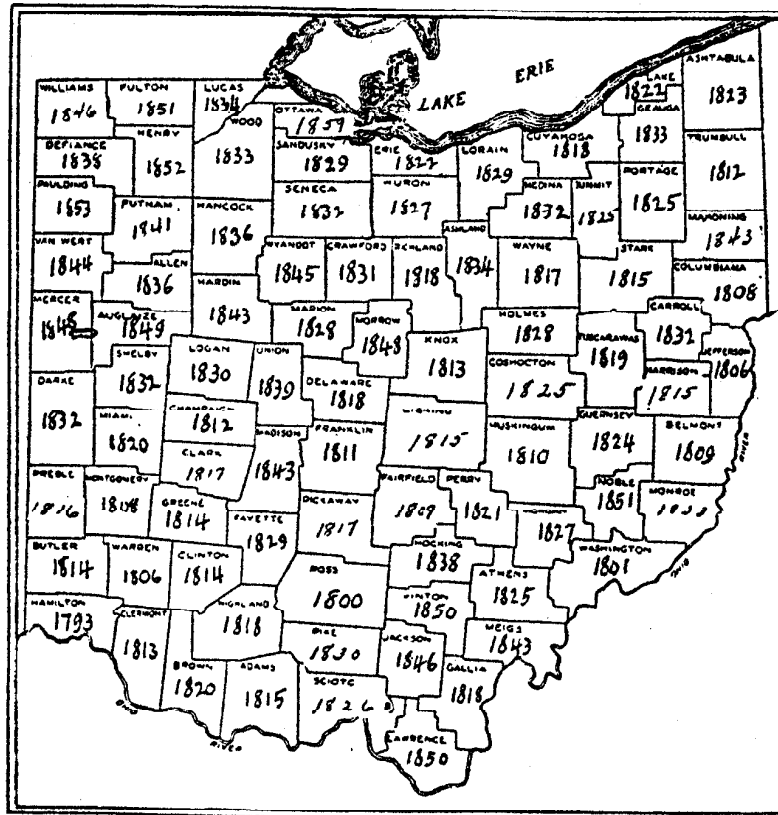 LAKE ERIE
ASHTABULA
1823
LAKE
1822
GEAUGA
1833
WILLIAMS
1846
FULTON
1851
LUCAS
1834
WOOD
1833
OTTAWA
1859
SANDUSKY
1829
ERIE
1822
LORAIN
1829
CUYAHOGA
1818
TRUMBULL
1812
DEFIANCE
1838
HENRY
1852
SENECA
1832
HURON
1827
MEDINA
1832
SUMMIT
PORTAGE
1825
MAHONING
1843
PAULDING
1853
PUTNAM
1841
HANCOCK
1836
WYANDOT
1845
CRAWFORD
1831
RICHLAND
1818
ASHLAND
1834
WAYNE
1817
STARK
1815
COLUMBIANA
1808
VAN WERT
1844
ALLEN
1836
HARDIN
1843
MARION
1828
MORROW
1848
HOLMES
1828
CARROLL
1832
MERCER
AUGLAIZE
1849
KNOX
1813
TUSCARAWAS
1819
JEFFERSON
1806
SHELBY
1832
LOGAN
1830
UNION
1839
DELAWARE
1818
COSHOCTON
1825
HARRISON
1815
DARKE
1832
MIAMI
1820
CHAMPAIGN
1812
CLARK
1817
MADISON
1843
FRANKLIN
1811
LICKING
1815
MUSKINGUM
1810
GUERNSEY
1824
BELMONT
1809
RIVER
PREBLE
MONTGOMERY
GREENE
1814
FAYETTE
1829
PICKAWAY
1817
FAIRFIELD
PERRY
1821
1827
NOBLE
1851
MONROE
BUTLER
1814
WARREN
1806
CLINTON
1814
ROSS
1800
HOCKING
1838
ATHENS
1825
WASHINGTON
1801
OHIO
HAMILTON
1793
CLERMONT
1813
HIGHLAND
1818
PIKE
VINTON
1850
MEIGS
1843
BROWN
1820
ADAMS
1815
SCIOTO
JACKSON
1846
GALLIA
1818
OHIO
RIVER
LAWRENCE
1850